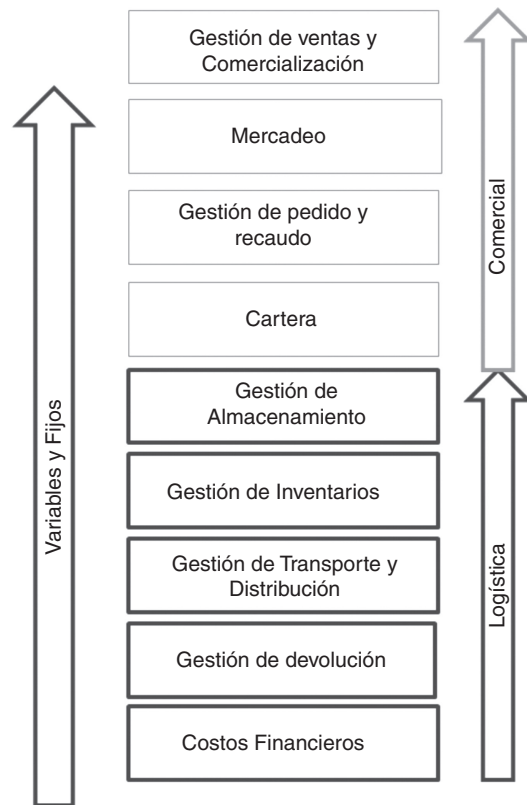 Gestión de ventas y
Comercialización
Mercadeo
Gestión de pedido y
recaudo
Cartera
Gestión de
Almacenamiento
Gestión de Inventarios
Gestión de Transporte y
Distribución
Gestión de devolución
Costos Financieros
Variables y Fijos
Comercial
Logística